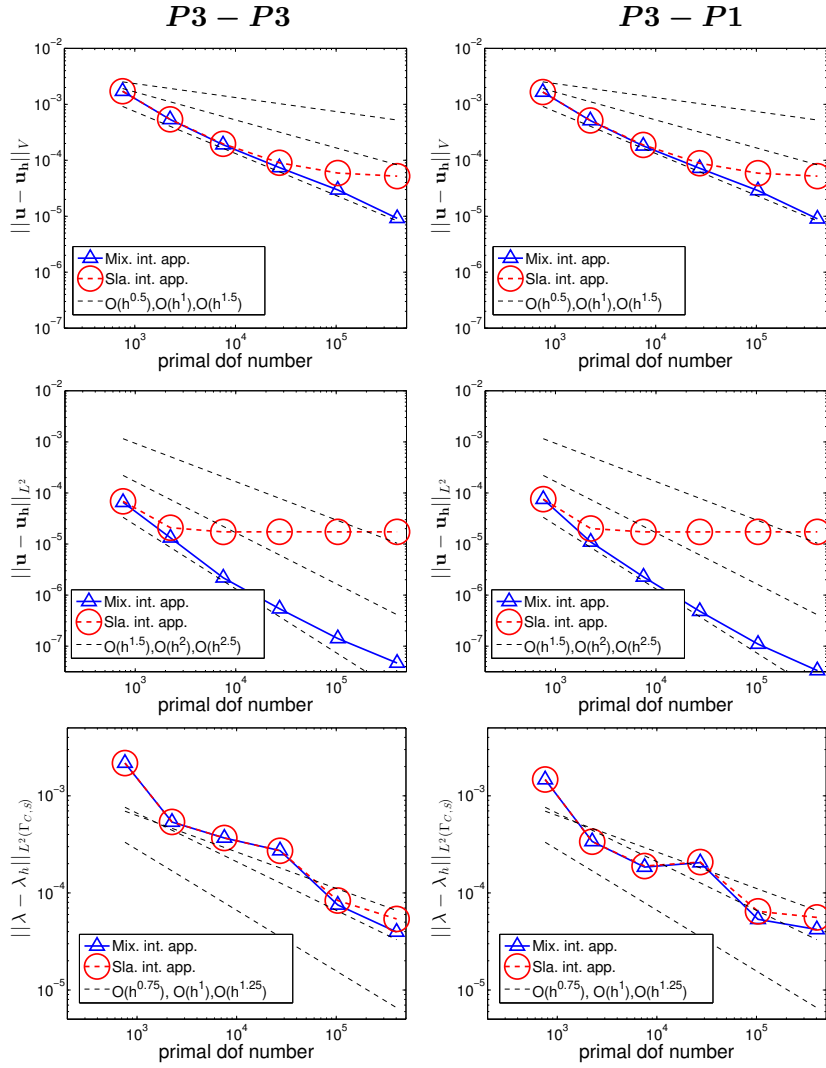 P3 − P3
P3 − P1
10^-2
10^-3
10^-4
10^-5
10^-6
10^-7
||u − u_h||_V
Mix. int. app.
Sla. int. app.
O(h^0.5),O(h^1),O(h^1.5)
10^3 10^4 10^5
primal dof number
10^-2
10^-3
10^-4
10^-5
10^-6
10^-7
||u − u_h||_V
Mix. int. app.
Sla. int. app.
O(h^0.5),O(h^1),O(h^1.5)
10^3 10^4 10^5
primal dof number
10^-2
10^-3
10^-4
10^-5
10^-6
10^-7
||u − u_h||_L^2
Mix. int. app.
Sla. int. app.
O(h^1.5),O(h^2),O(h^2.5)
10^3 10^4 10^5
primal dof number
10^-2
10^-3
10^-4
10^-5
10^-6
10^-7
||u − u_h||_L^2
Mix. int. app.
Sla. int. app.
O(h^1.5),O(h^2),O(h^2.5)
10^3 10^4 10^5
primal dof number
10^-3
10^-4
10^-5
||λ − λ_h||_L^2(Γ_C,s)
Mix. int. app.
Sla. int. app.
O(h^0.75), O(h^1),O(h^1.25)
10^3 10^4 10^5
primal dof number
10^-3
10^-4
10^-5
||λ − λ_h||_L^2(Γ_C,s)
Mix. int. app.
Sla. int. app.
O(h^0.75), O(h^1),O(h^1.25)
10^3 10^4 10^5
primal dof number